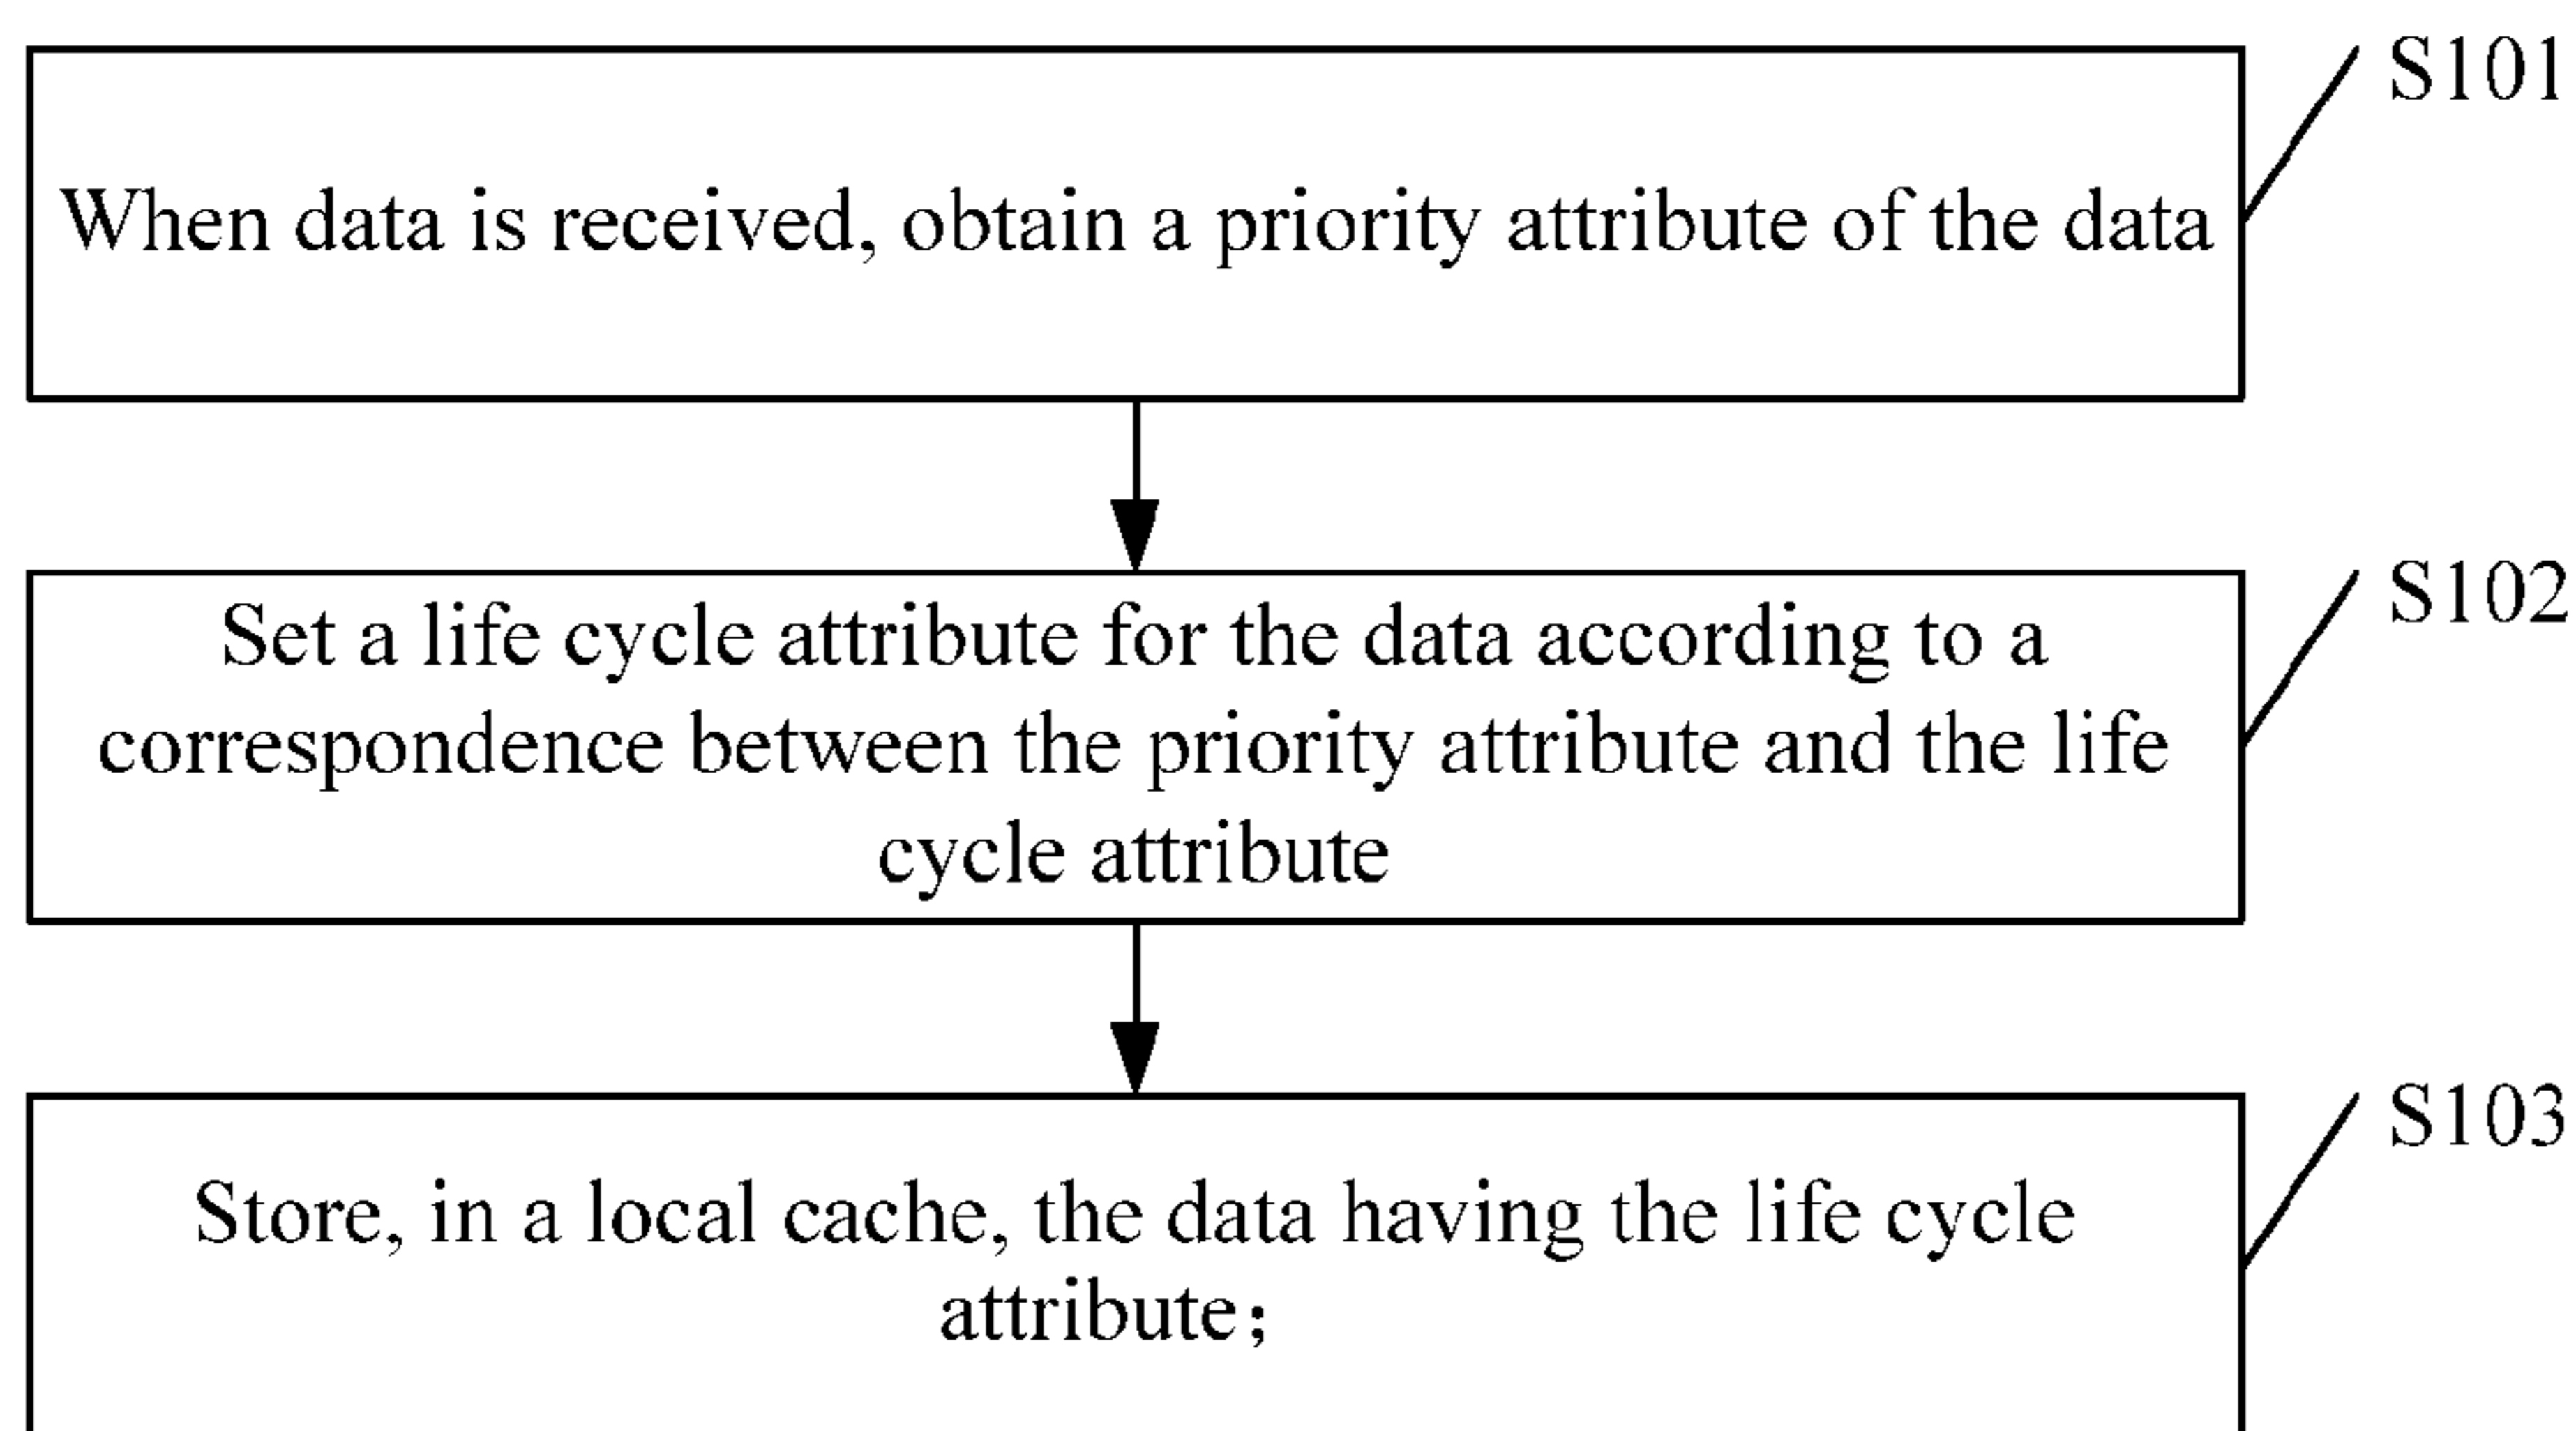 S101
When data is received, obtain a priority attribute of the data
S102
Set a life cycle attribute for the data according to a
correspondence between the priority attribute and the life
cycle attribute
S103
Store, in a local cache, the data having the life cycle
attribute；